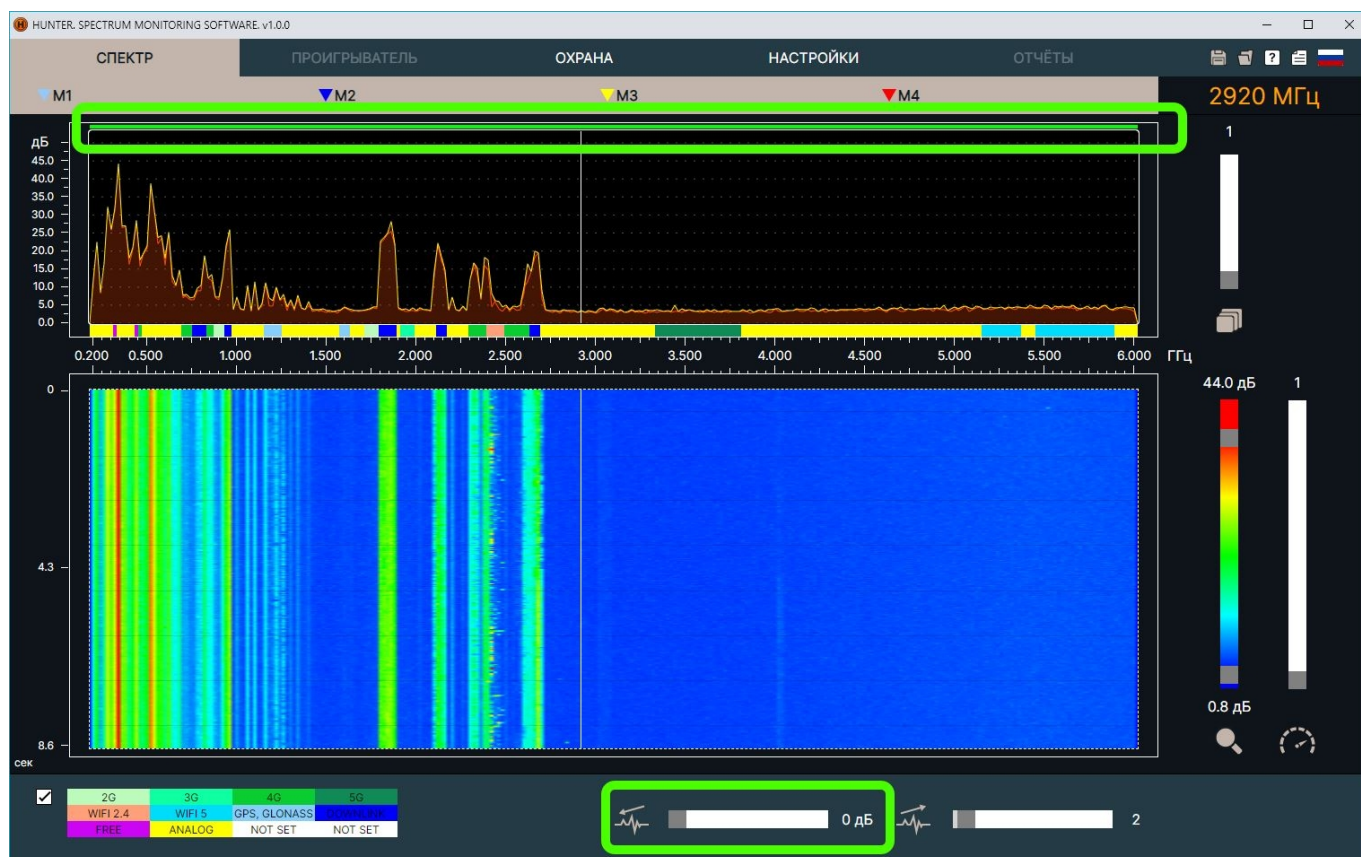 HUNTER. SPECTRUM MONITORING SOFTWARE. v1.0.0
СПЕКТР ПРОИГРЫВАТЕЛЬ ОХРАНА НАСТРОЙКИ ОТЧЁТЫ
M1 M2 M3 M4 2920 МГц
1
дБ
45.0
40.0
35.0
30.0
25.0
20.0
15.0
10.0
5.0
0.0
0.200 0.500 1.000 1.500 2.000 2.500 3.000 3.500 4.000 4.500 5.000 5.500 6.000 ГГц
44.0 дБ 1
0
4.3
8.6
сек
0.8 дБ
2G 3G 4G 5G
WIFI 2.4 WIFI 5 GPS, GLONASS DOWNLINK
FREE ANALOG NOT SET NOT SET
0 дБ 2